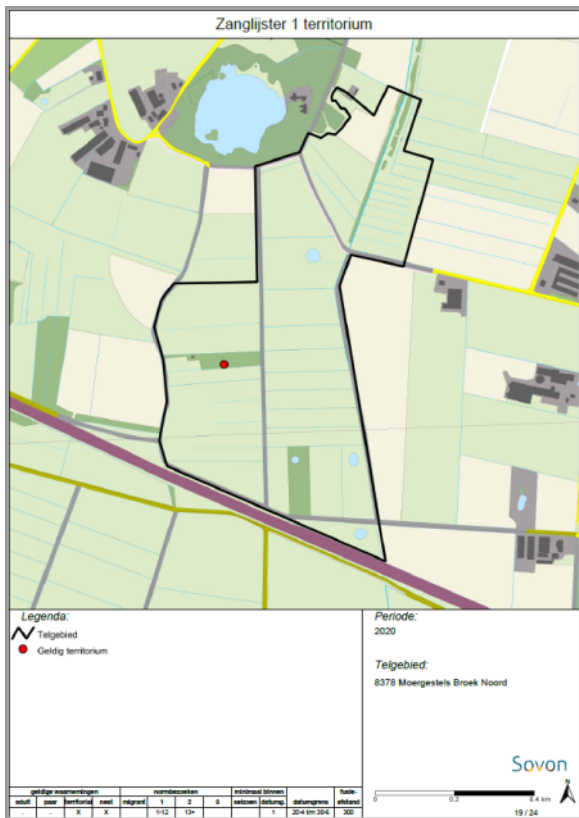 Zanglijster 1 territorium
Legenda:
Telgebied
Geldig territorium
Periode:
2020
Telgebied:
8378 Moergestels Broek Noord
Sovon
0 0.2 0.4 km
19 / 24
geldige waarnemingen normbezoeken minimaal binnen fusie-
adult paar territoriaal nest migrant 1 2 3 seizoen datumg. datumgrens afstand
. . X X 1-12 13+ 1 20-4 t/m 30-6 300